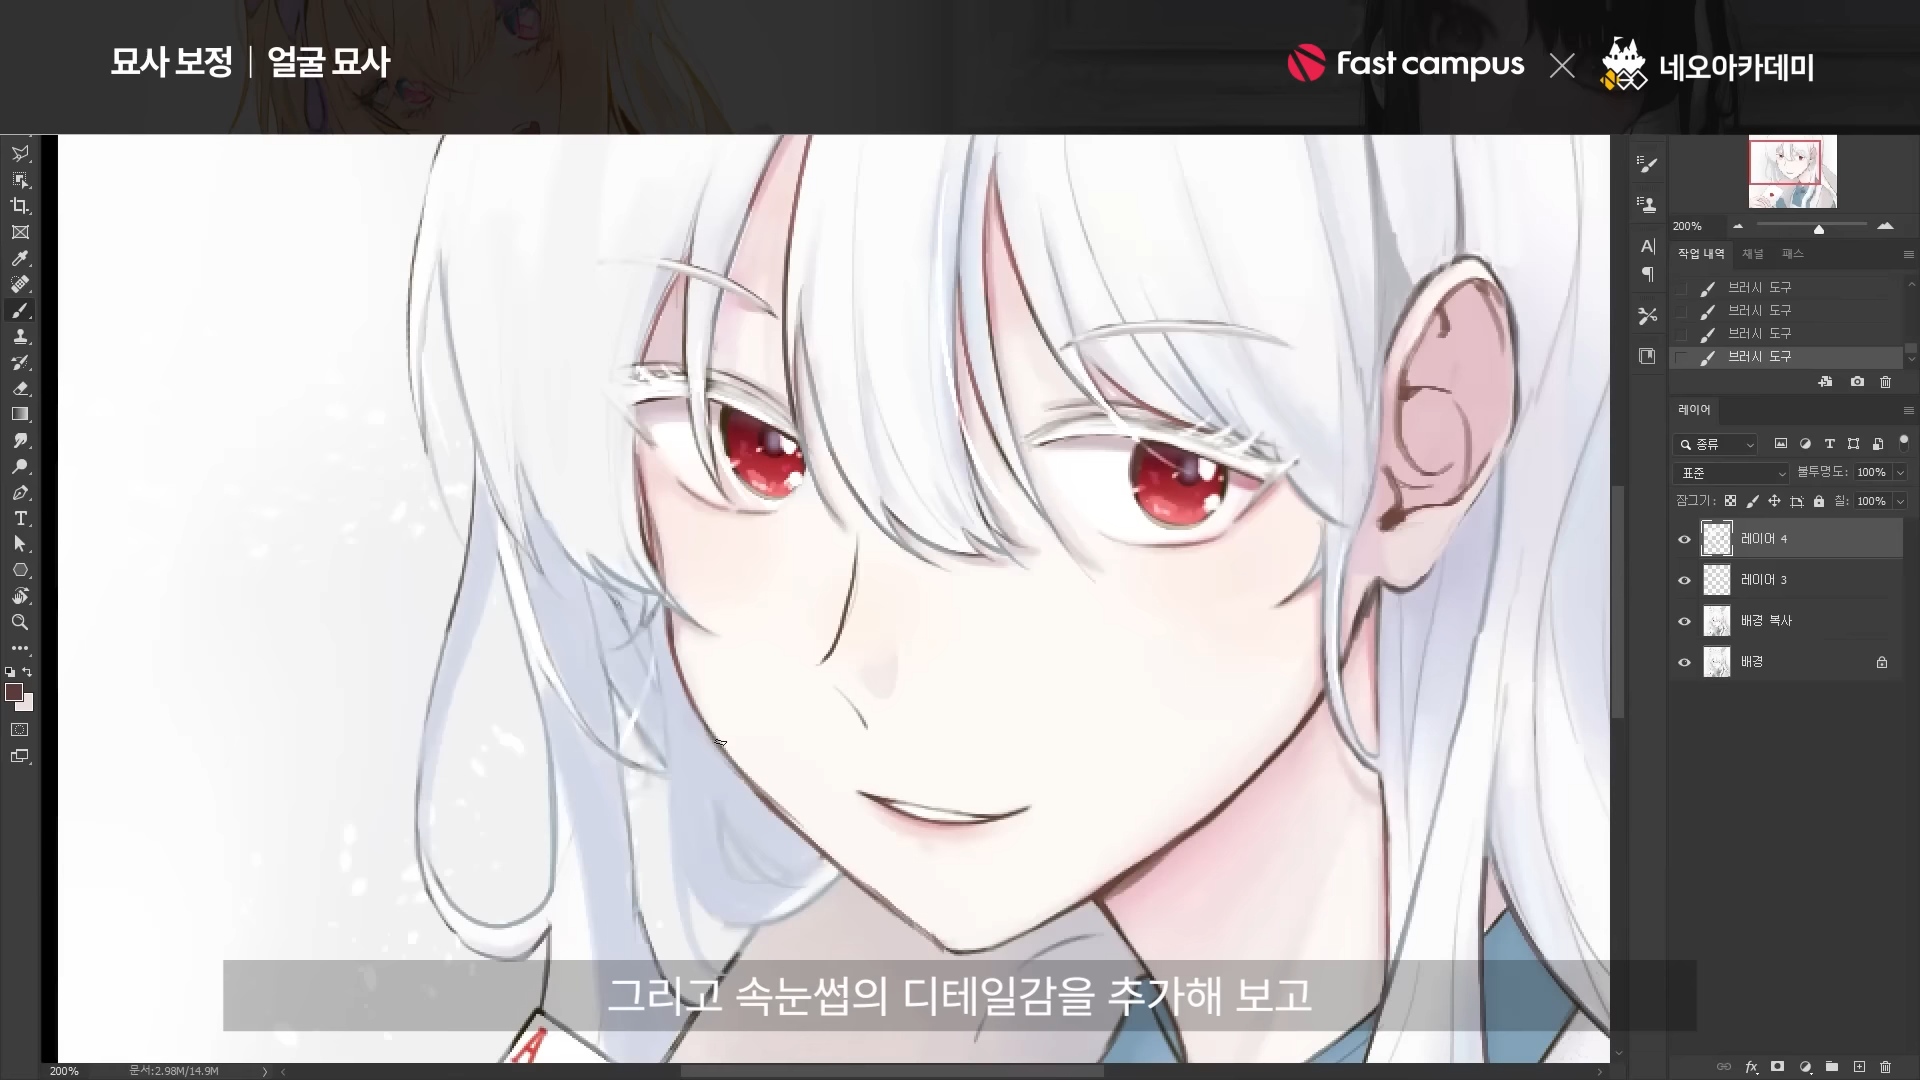 묘사 보정 | 얼굴 묘사
Fast campus
NEO
네오아카데미
200%
작업 내역
채널
패스
브러시 도구
브러시 도구
브러시 도구
브러시 도구
레이어
종류
표준
불투명도: 100%
잠그기:
칠: 100%
레이어 4
레이어 3
배경 복사
배경
A
그리고 속눈썹의 디테일감을 추가해 보고
200%
문서:2.98M/14.9M